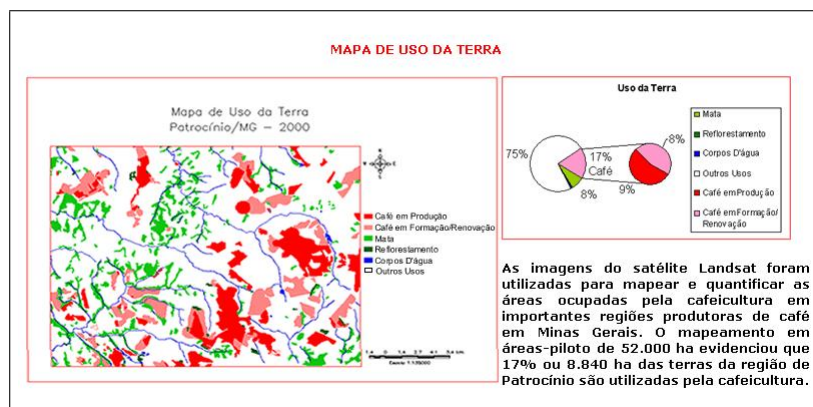 MAPA DE USO DA TERRA
Mapa de Uso da Terra
Patrocínio/MG - 2000
Café em Produção
Café em Formação/Renovação
Mata
Reflorestamento
Corpos D'água
Outros Usos
Uso da Terra
75%
17%
Café
8%
8%
9%
Mata
Reflorestamento
Corpos D'água
Outros Usos
Café em Produção
Café em Formação/
Renovação
As imagens do satélite Landsat foram
utilizadas para mapear e quantificar as
áreas ocupadas pela cafeicultura em
importantes regiões produtoras de café
em Minas Gerais. O mapeamento em
áreas-piloto de 52.000 ha evidenciou que
17% ou 8.840 ha das terras da região de
Patrocínio são utilizadas pela cafeicultura.